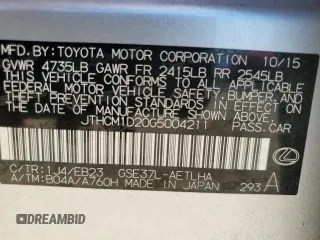 MFD. BY: TOYOTA MOTOR CORPORATION 10/15
GVWR 4735LB GAWR FR 2415LB RR 2545LB
THIS VEHICLE CONFORMS TO ALL APPLICABLE
FEDERAL MOTOR VEHICLE SAFETY,
BUMPER, AND THEFT PREVENTION STANDARDS
IN EFFECT ON THE DATE OF
MANUFACTURE SHOWN ABOVE.
JTHCM1D20G5004211 PASS.CAR
C/TR: 1J4/EB23 GSE37L-AETLHA
A/TM: B04A/A760H MADE IN JAPAN 293 A
DREAMBID